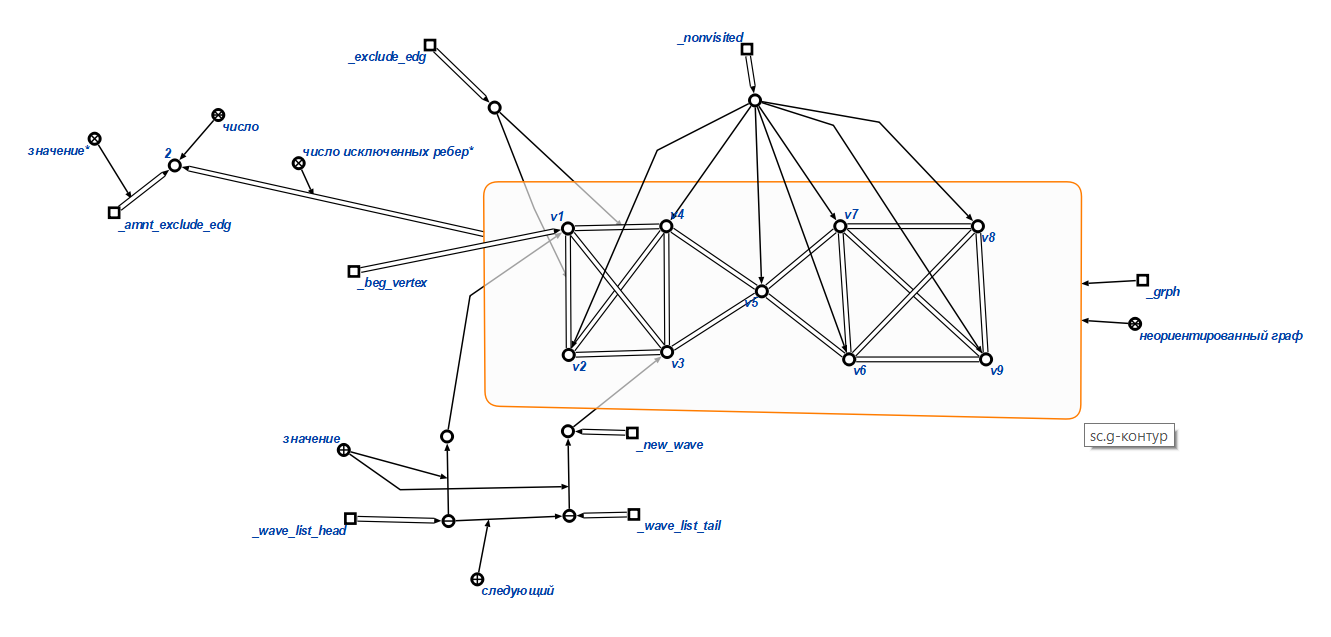 _nonvisited
_exclude_edg
число
значение*
2
число исключенных ребер*
_amnt_exclude_edg
v1
v4
v7
v8
_beg_vertex
_grph
v5
неориентированный граф
v2
v3
v6
v9
sc.g-контур
значение
_new_wave
_wave_list_head
_wave_list_tail
следующий